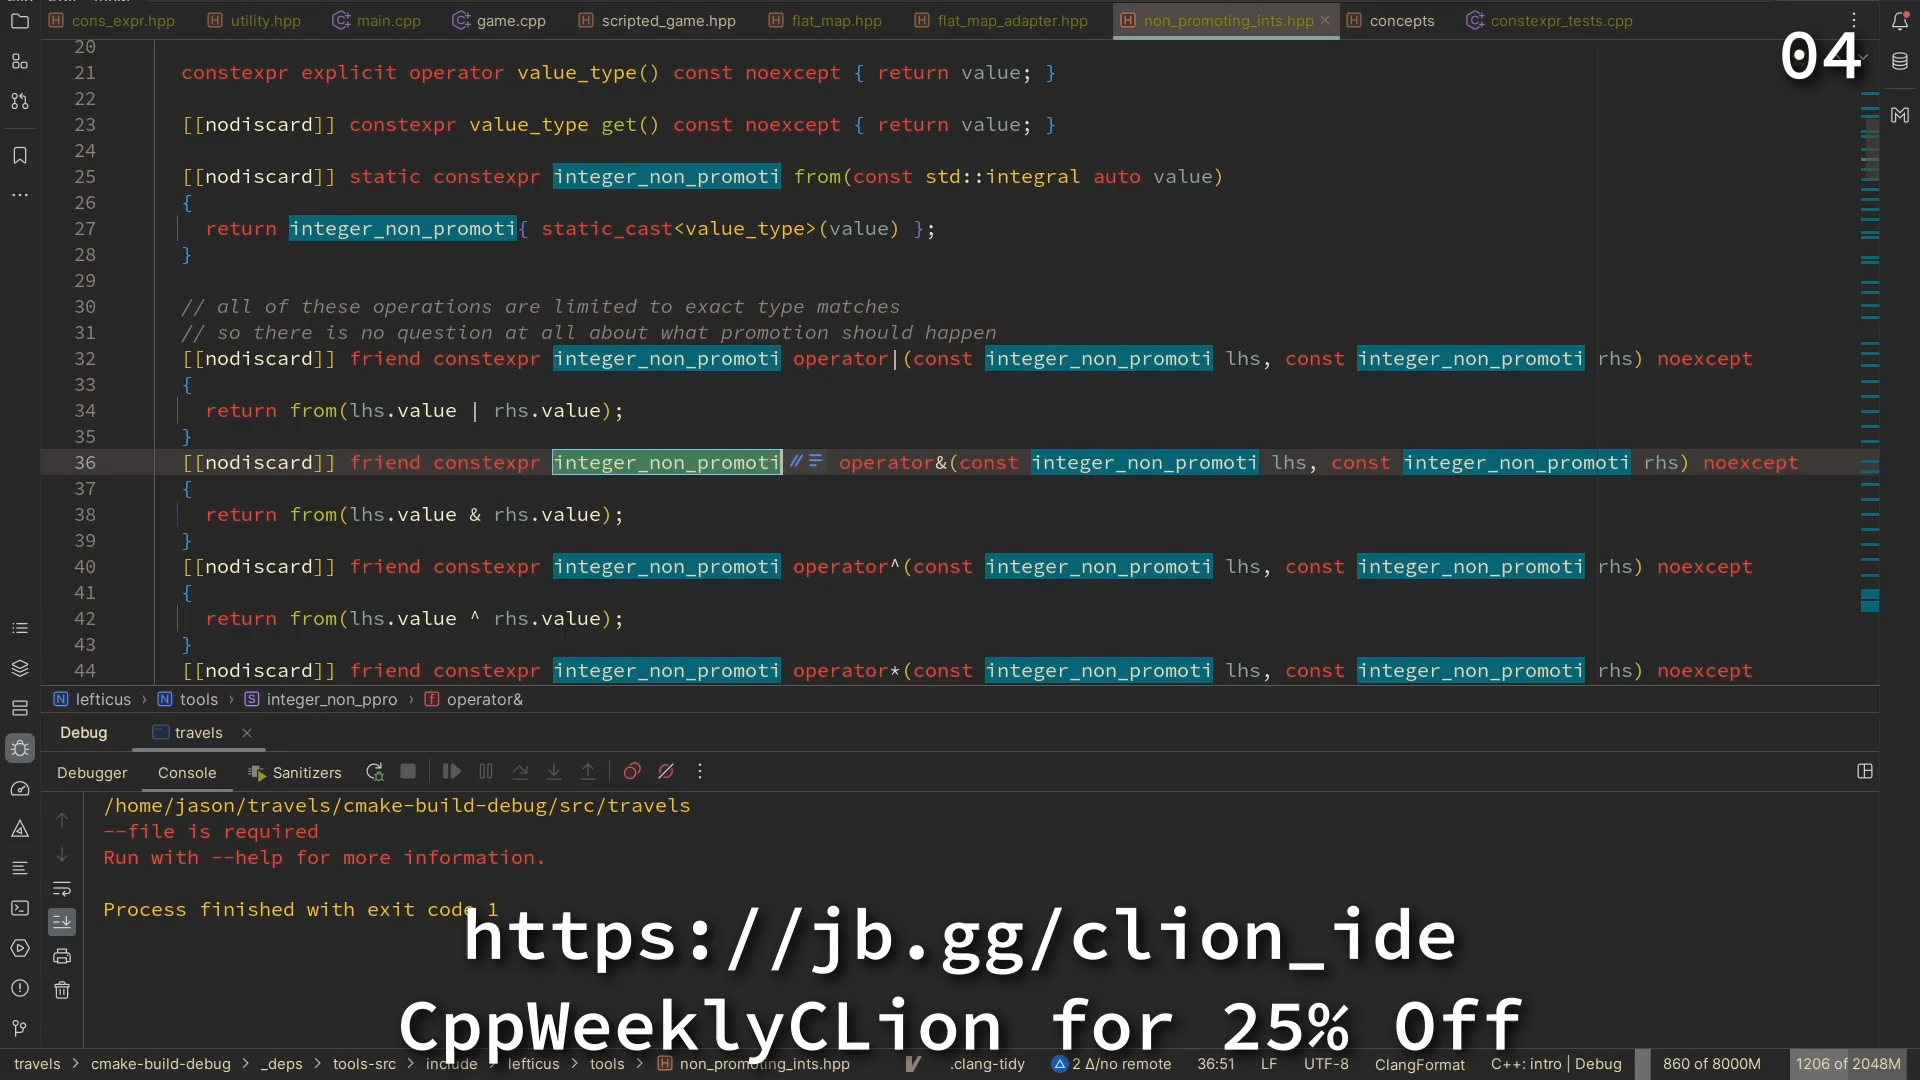 cons_expr.hpp utility.hpp main.cpp game.cpp scripted_game.hpp flat_map.hpp flat_map_adapter.hpp non_promoting_ints.hpp concepts constexpr_tests.cpp
04
20
21 constexpr explicit operator value_type() const noexcept { return value; }
22
23 [[nodiscard]] constexpr value_type get() const noexcept { return value; }
24
25 [[nodiscard]] static constexpr integer_non_promoti from(const std::integral auto value)
26 {
27 return integer_non_promoti{ static_cast<value_type>(value) };
28 }
29
30 // all of these operations are limited to exact type matches
31 // so there is no question at all about what promotion should happen
32 [[nodiscard]] friend constexpr integer_non_promoti operator|(const integer_non_promoti lhs, const integer_non_promoti rhs) noexcept
33 {
34 return from(lhs.value | rhs.value);
35 }
36 [[nodiscard]] friend constexpr integer_non_promoti operator&(const integer_non_promoti lhs, const integer_non_promoti rhs) noexcept
37 {
38 return from(lhs.value & rhs.value);
39 }
40 [[nodiscard]] friend constexpr integer_non_promoti operator^(const integer_non_promoti lhs, const integer_non_promoti rhs) noexcept
41 {
42 return from(lhs.value ^ rhs.value);
43 }
44 [[nodiscard]] friend constexpr integer_non_promoti operator*(const integer_non_promoti lhs, const integer_non_promoti rhs) noexcept
lefticus › tools › integer_non_ppro › operator&
Debug travels
Debugger Console Sanitizers
/home/jason/travels/cmake-build-debug/src/travels
--file is required
Run with --help for more information.
Process finished with exit code 1
https://jb.gg/clion_ide
CppWeeklyCLion for 25% Off
travels › cmake-build-debug › _deps › tools-src › include › lefticus › tools › non_promoting_ints.hpp .clang-tidy 2 Δ/no remote 36:51 LF UTF-8 ClangFormat C++: intro | Debug 860 of 8000M 1206 of 2048M